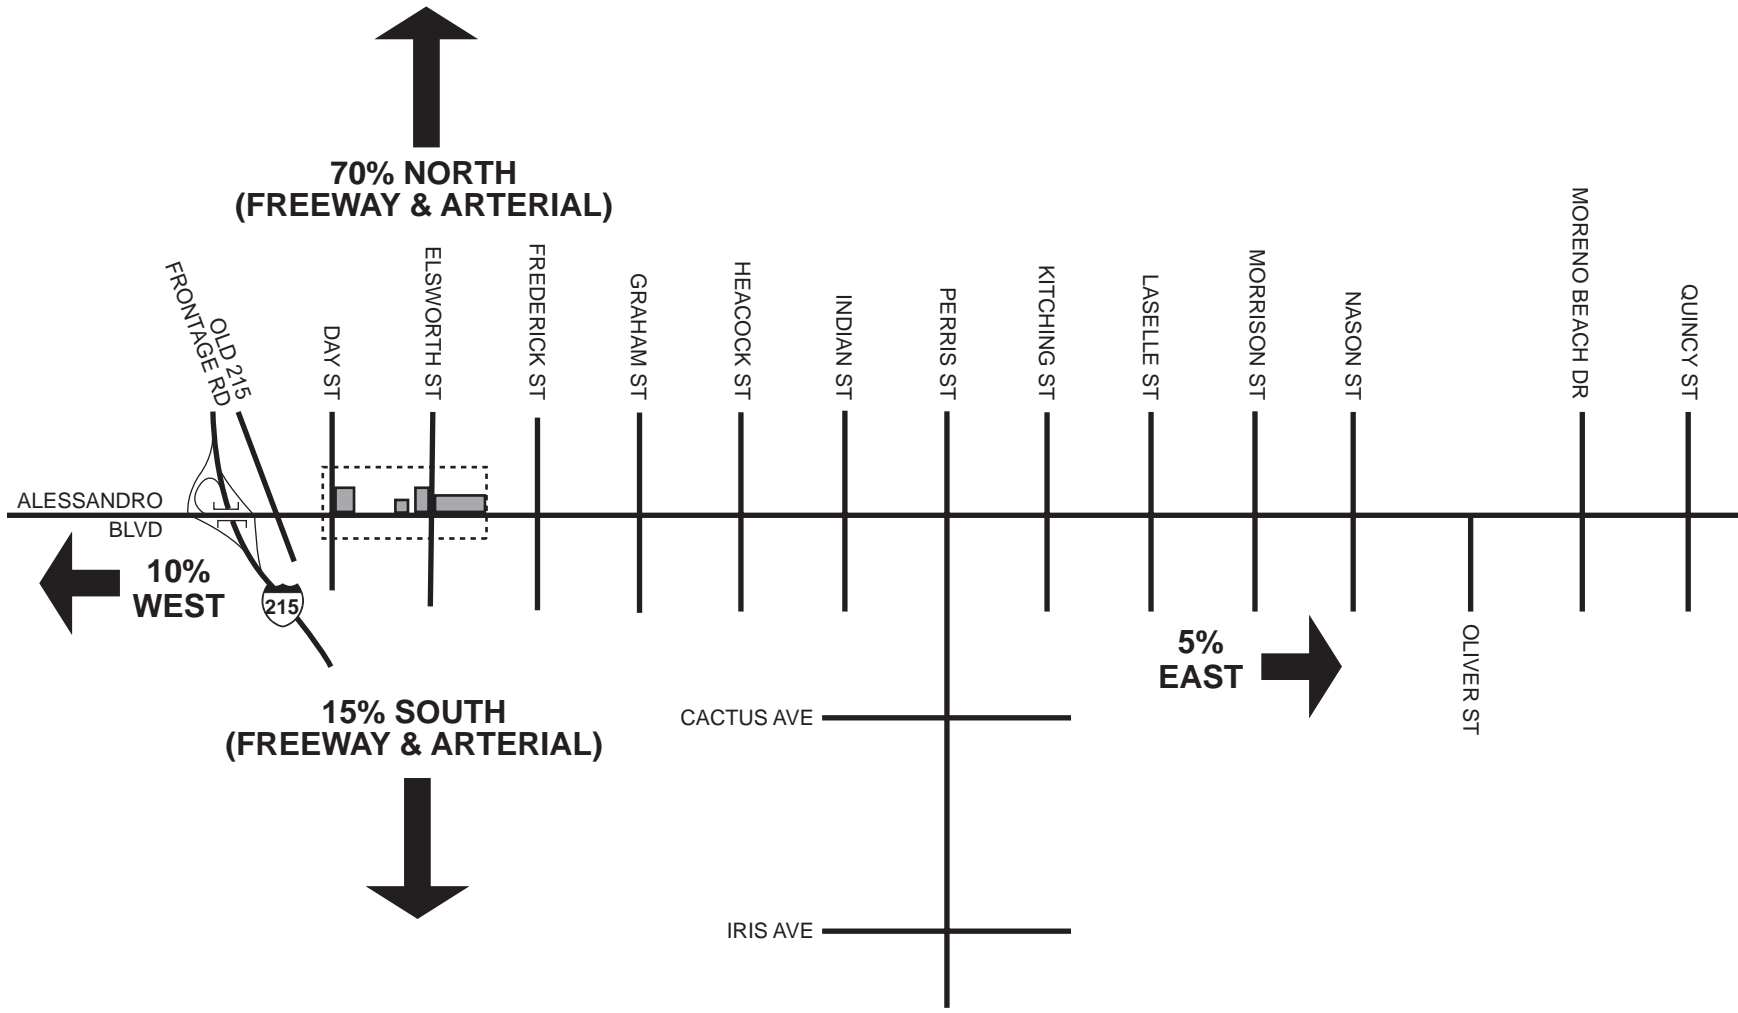 70% NORTH
(FREEWAY & ARTERIAL)
FRONTAGE RD
OLD 215
DAY ST
ELSWORTH ST
FREDERICK ST
GRAHAM ST
HEACOCK ST
INDIAN ST
PERRIS ST
KITCHING ST
LASELLE ST
MORRISON ST
NASON ST
MORENO BEACH DR
QUINCY ST
ALESSANDRO
BLVD
10%
WEST
215
5%
EAST
OLIVER ST
15% SOUTH
(FREEWAY & ARTERIAL)
CACTUS AVE
IRIS AVE